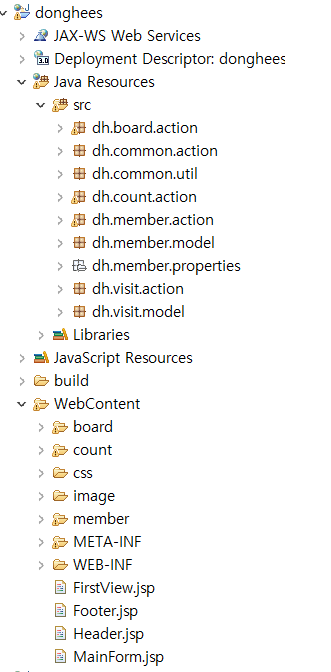 donghees
JAX-WS Web Services
Deployment Descriptor: donghees
Java Resources
src
dh.board.action
dh.common.action
dh.common.util
dh.count.action
dh.member.action
dh.member.model
dh.member.properties
dh.visit.action
dh.visit.model
Libraries
JavaScript Resources
build
WebContent
board
count
css
image
member
META-INF
WEB-INF
FirstView.jsp
Footer.jsp
Header.jsp
MainForm.jsp